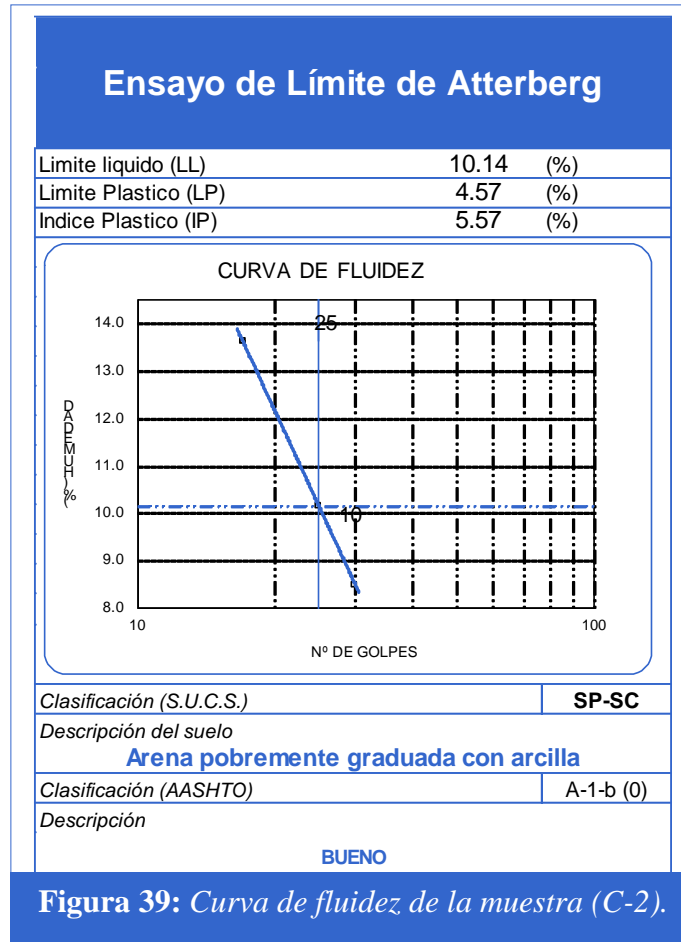 Ensayo de Límite de Atterberg
Limite liquido (LL) 10.14 (%)
Limite Plastico (LP) 4.57 (%)
Indice Plastico (IP) 5.57 (%)
CURVA DE FLUIDEZ
14.0
25
13.0
12.0
11.0
10.0
10
9.0
8.0
HUMEDAD (%)
10 100
Nº DE GOLPES
Clasificación (S.U.C.S.) SP-SC
Descripción del suelo
Arena pobremente graduada con arcilla
Clasificación (AASHTO) A-1-b (0)
Descripción
BUENO
Figura 39: Curva de fluidez de la muestra (C-2).